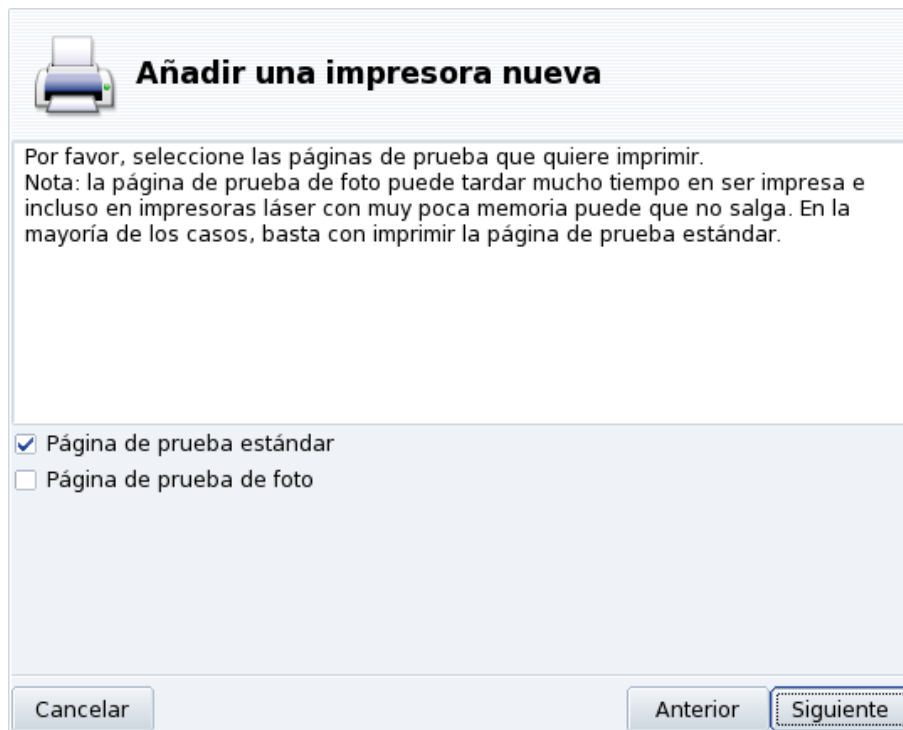 Añadir una impresora nueva
Por favor, seleccione las páginas de prueba que quiere imprimir.
Nota: la página de prueba de foto puede tardar mucho tiempo en ser impresa e
incluso en impresoras láser con muy poca memoria puede que no salga. En la
mayoría de los casos, basta con imprimir la página de prueba estándar.
Página de prueba estándar
Página de prueba de foto
Cancelar
Anterior
Siguiente